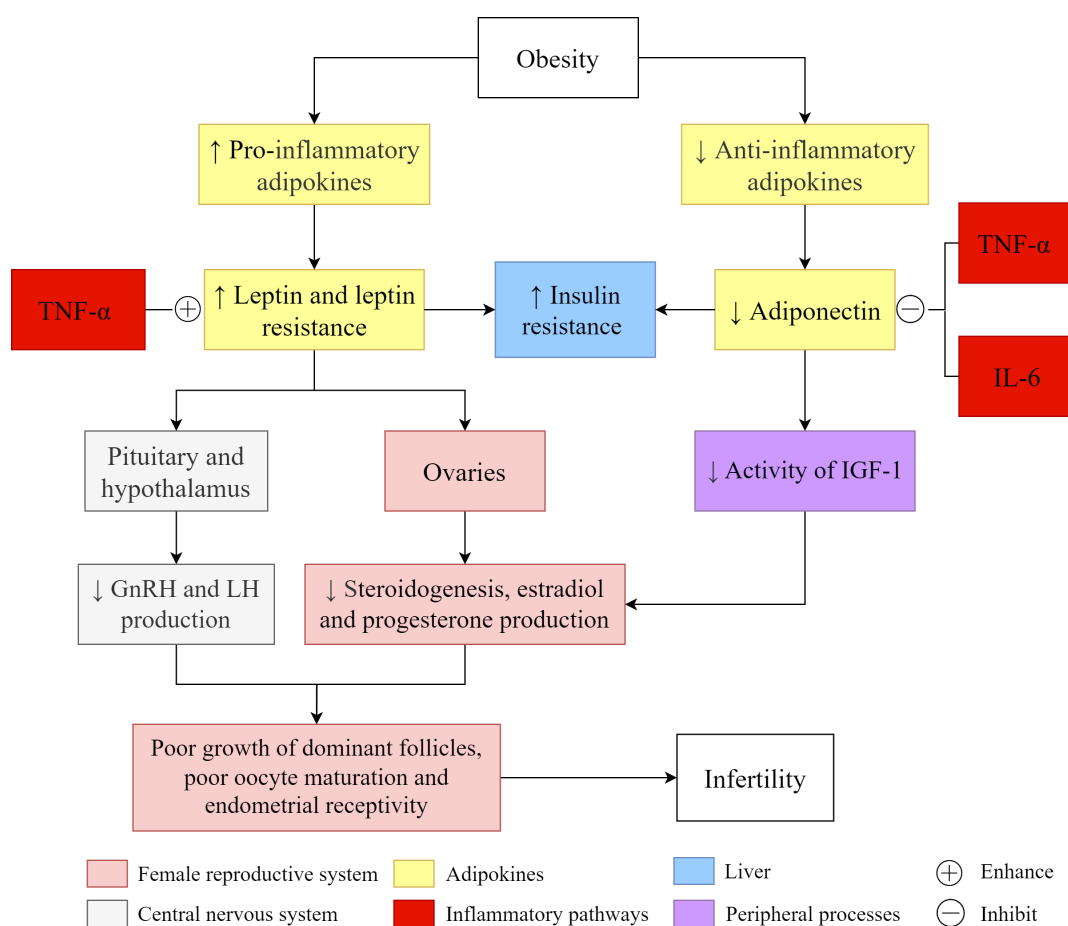 Obesity
↑ Pro-inflammatory
adipokines
↓ Anti-inflammatory
adipokines
TNF-α
TNF-α
↑ Leptin and leptin
resistance
↑ Insulin
resistance
↓ Adiponectin
IL-6
Pituitary and
hypothalamus
Ovaries
↓ Activity of IGF-1
↓ GnRH and LH
production
↓ Steroidogenesis, estradiol
and progesterone production
Poor growth of dominant follicles,
poor oocyte maturation and
endometrial receptivity
Infertility
Female reproductive system
Adipokines
Liver
Enhance
Central nervous system
Inflammatory pathways
Peripheral processes
Inhibit